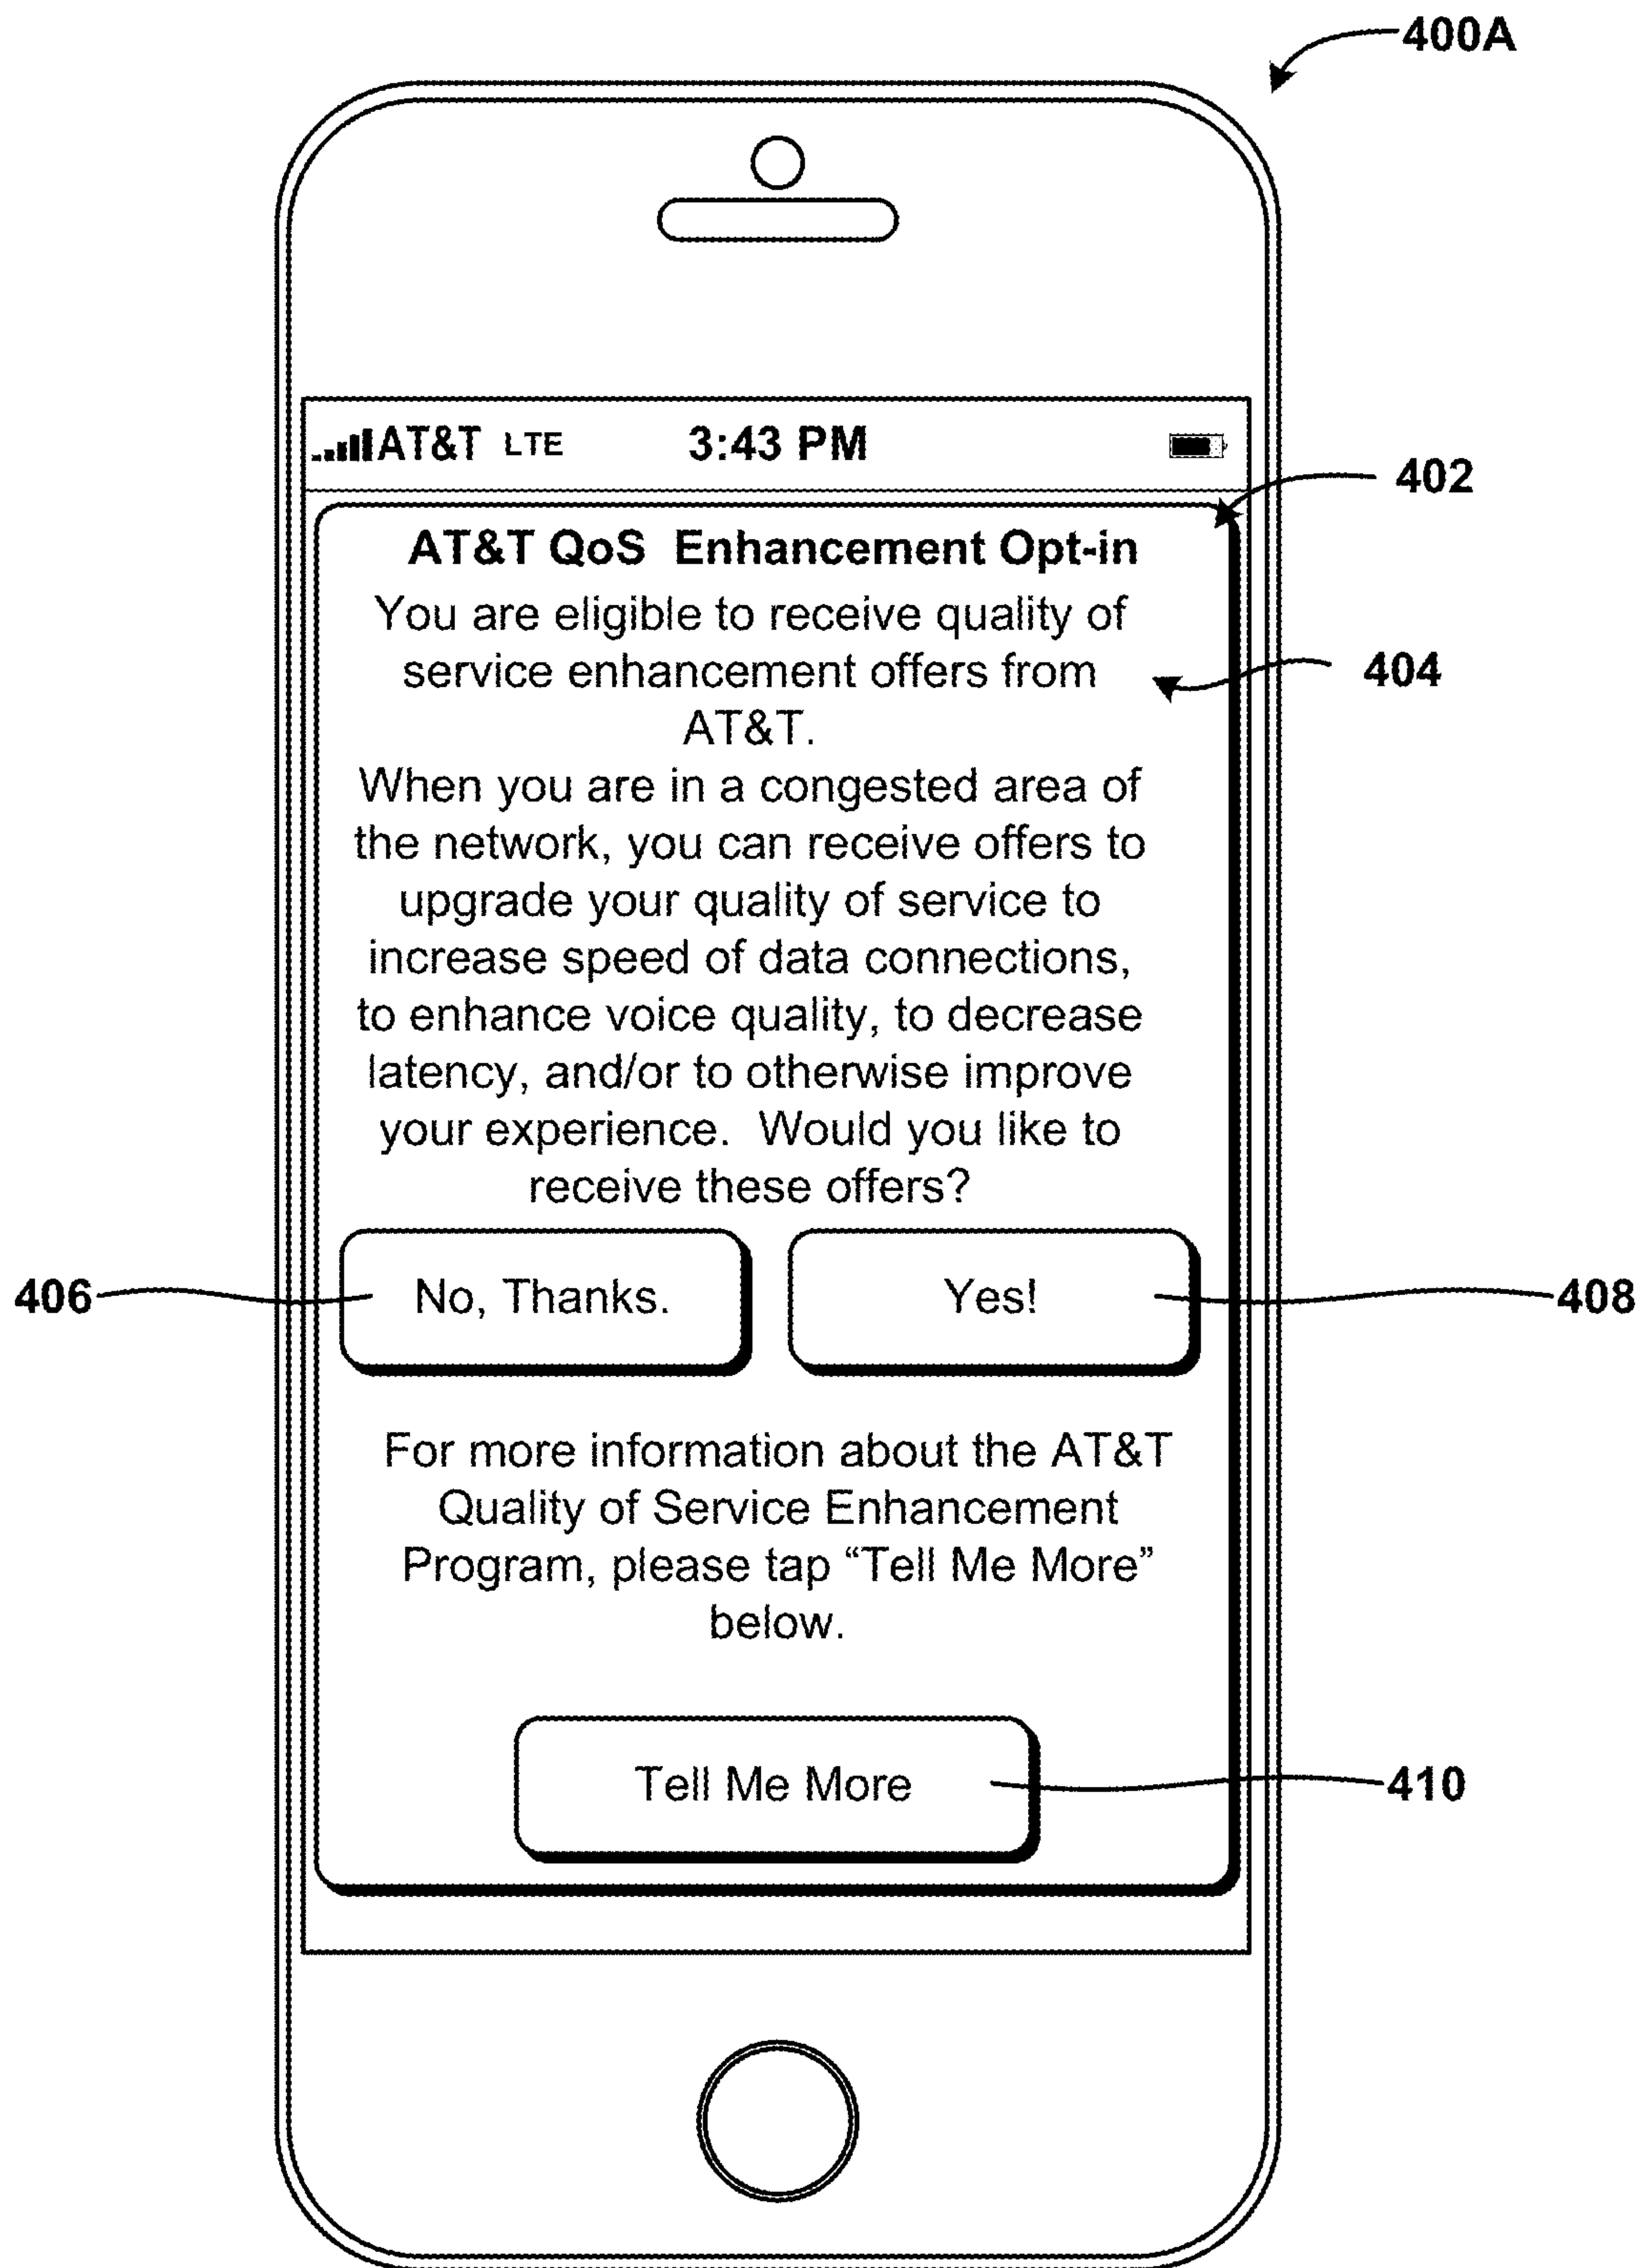 400A
AT&T LTE 3:43 PM
402
AT&T QoS Enhancement Opt-in
You are eligible to receive quality of
service enhancement offers from
404
AT&T.
When you are in a congested area of
the network, you can receive offers to
upgrade your quality of service to
increase speed of data connections,
to enhance voice quality, to decrease
latency, and/or to otherwise improve
your experience. Would you like to
receive these offers?
406 No, Thanks. Yes! 408
For more information about the AT&T
Quality of Service Enhancement
Program, please tap “Tell Me More”
below.
Tell Me More 410